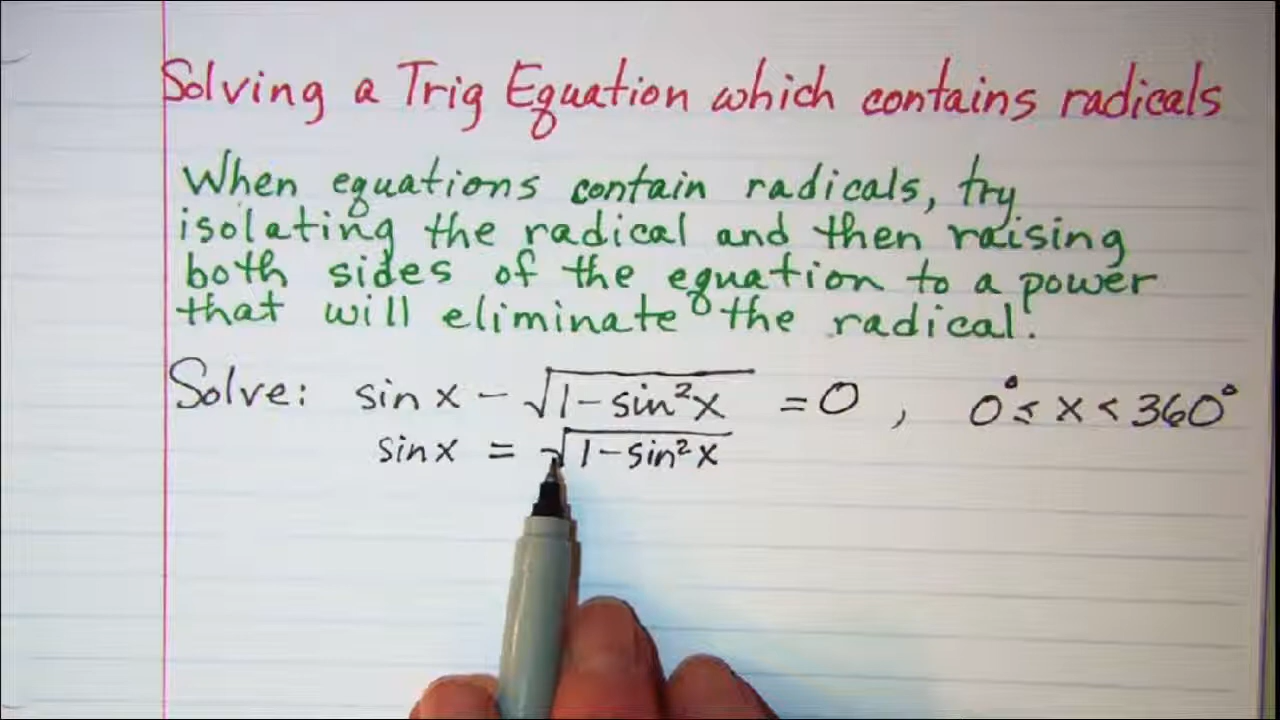 Solving a Trig Equation which contains radicals
When equations contain radicals, try
isolating the radical and then raising
both sides of the equation to a power
that will eliminate the radical.
Solve: sin x - √(1-sin²x) = 0, 0° ≤ x < 360°
sin x = √(1-sin²x)